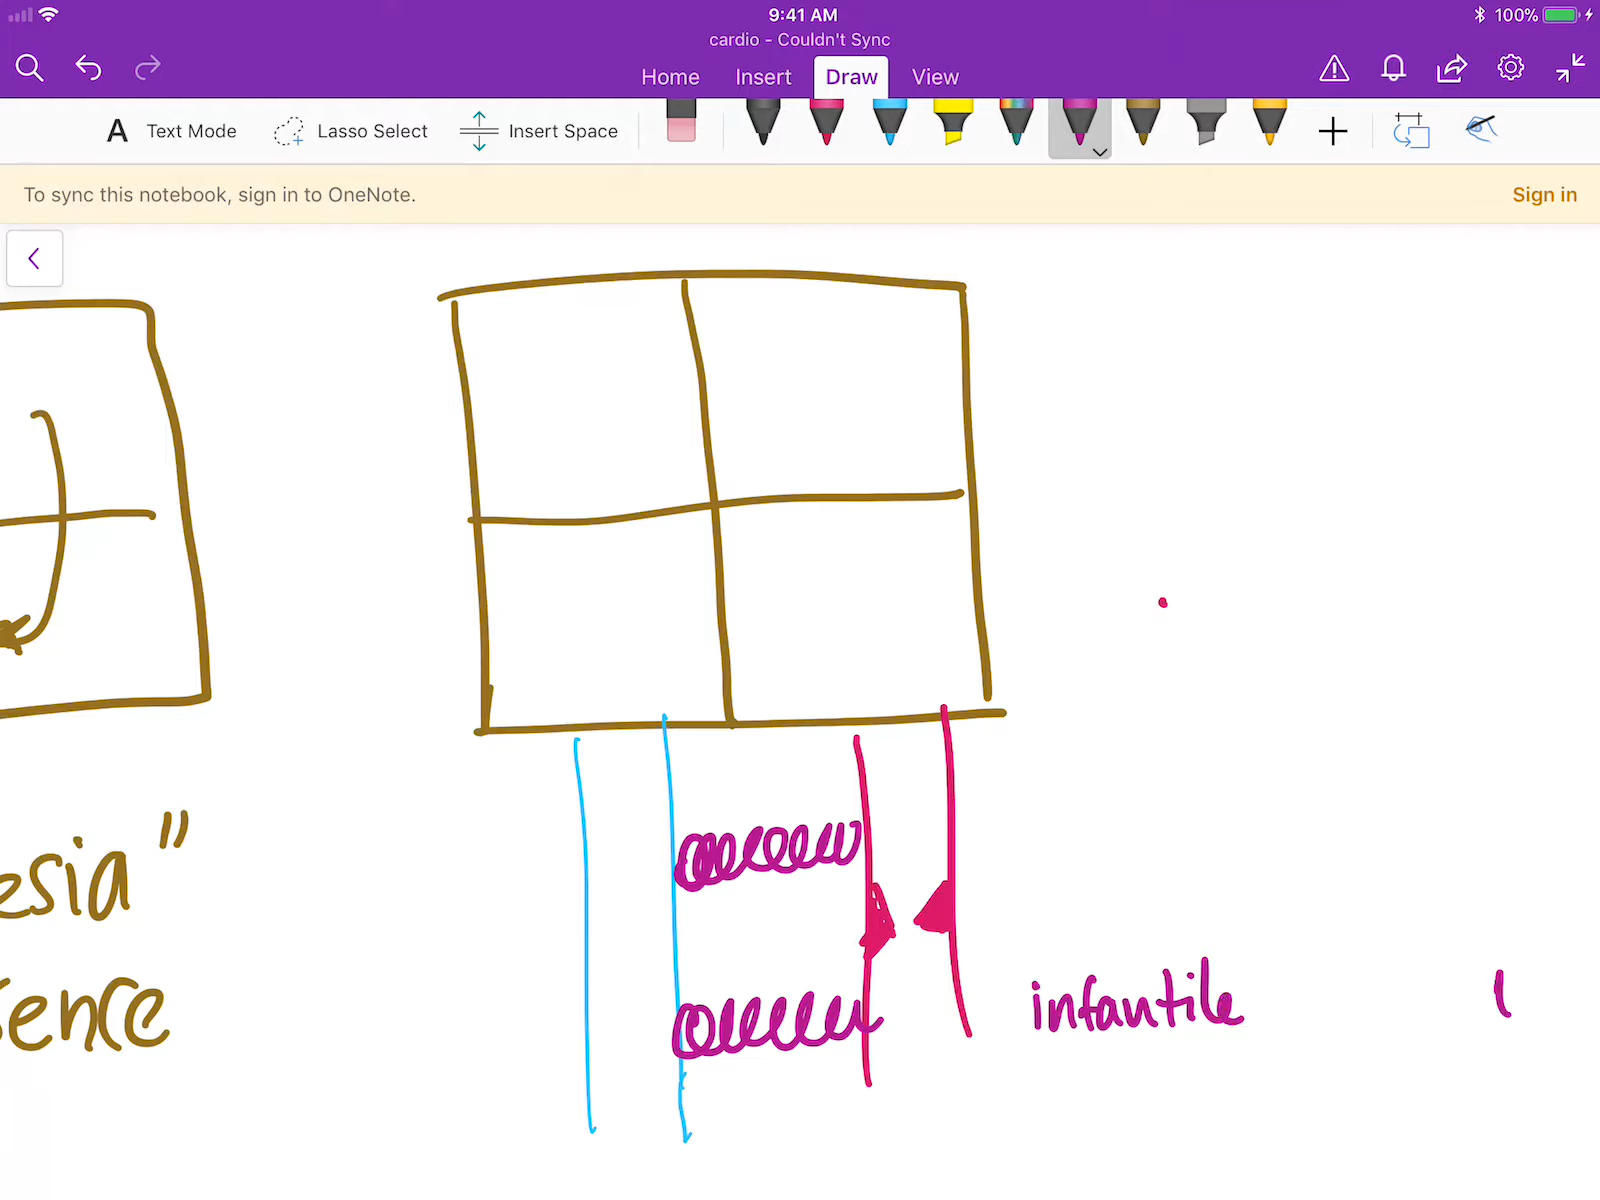 9:41 AM
100%
cardio - Couldn't Sync
Home Insert Draw View
A Text Mode Lasso Select Insert Space
To sync this notebook, sign in to OneNote. Sign in
esia"
sence
infantile